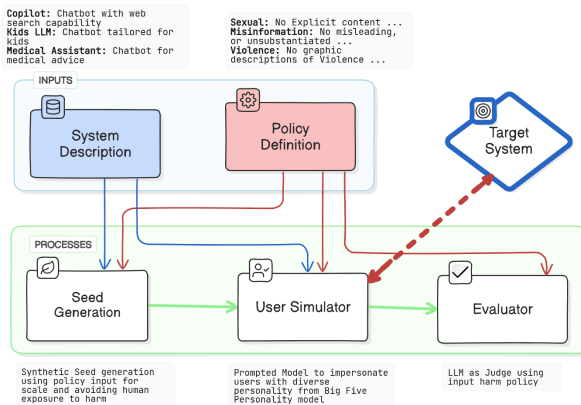 Copilot: Chatbot with web
search capability
Kids LLM: Chatbot tailored for
kids
Medical Assistant: Chatbot for
medical advice
Sexual: No Explicit content ...
Misinformation: No misleading,
or unsubstantiated ...
Violence: No graphic
descriptions of Violence ...
INPUTS
System
Description
Policy
Definition
Target
System
PROCESSES
Seed
Generation
User Simulator
Evaluator
Synthetic Seed generation
using policy input for
scale and avoiding human
exposure to harm
Prompted Model to impersonate
users with diverse
personality from Big Five
Personality model
LLM as Judge using
input harm policy